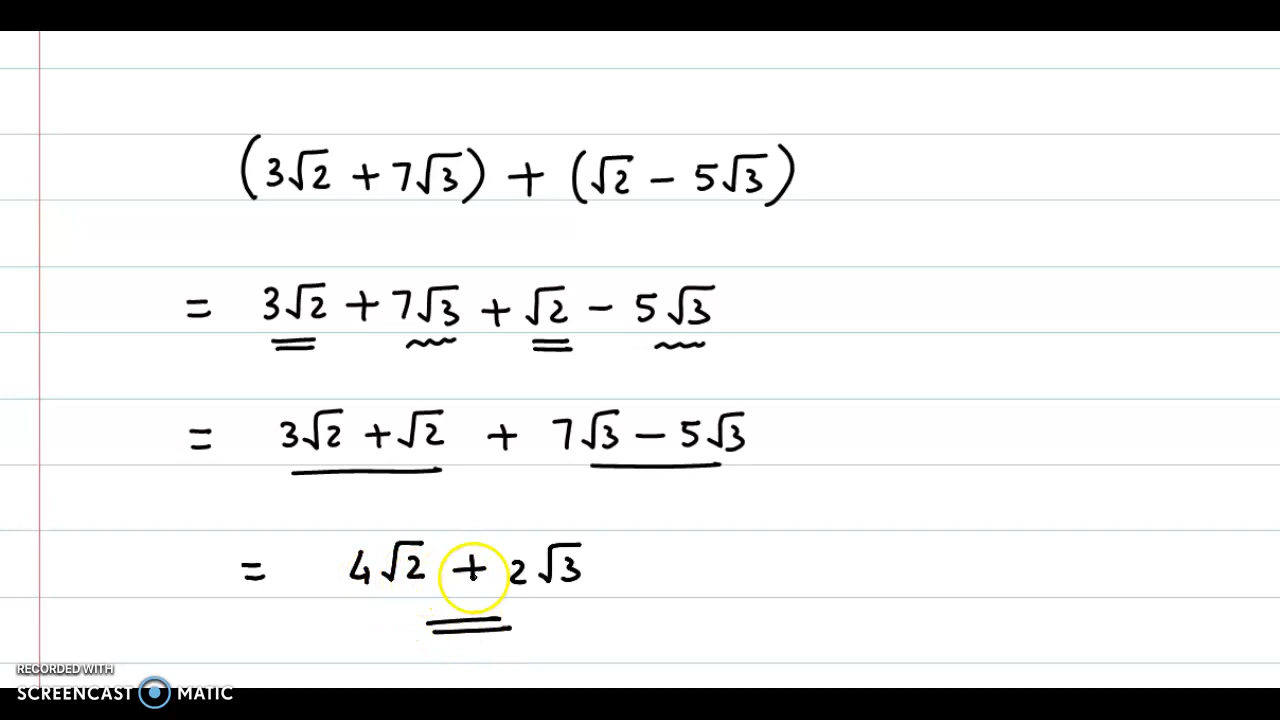 (3√2 + 7√3) + (√2 − 5√3)
= 3√2 + 7√3 + √2 − 5√3
= 3√2 + √2 + 7√3 − 5√3
= 4√2 + 2√3
RECORDED WITH
SCREENCAST MATIC